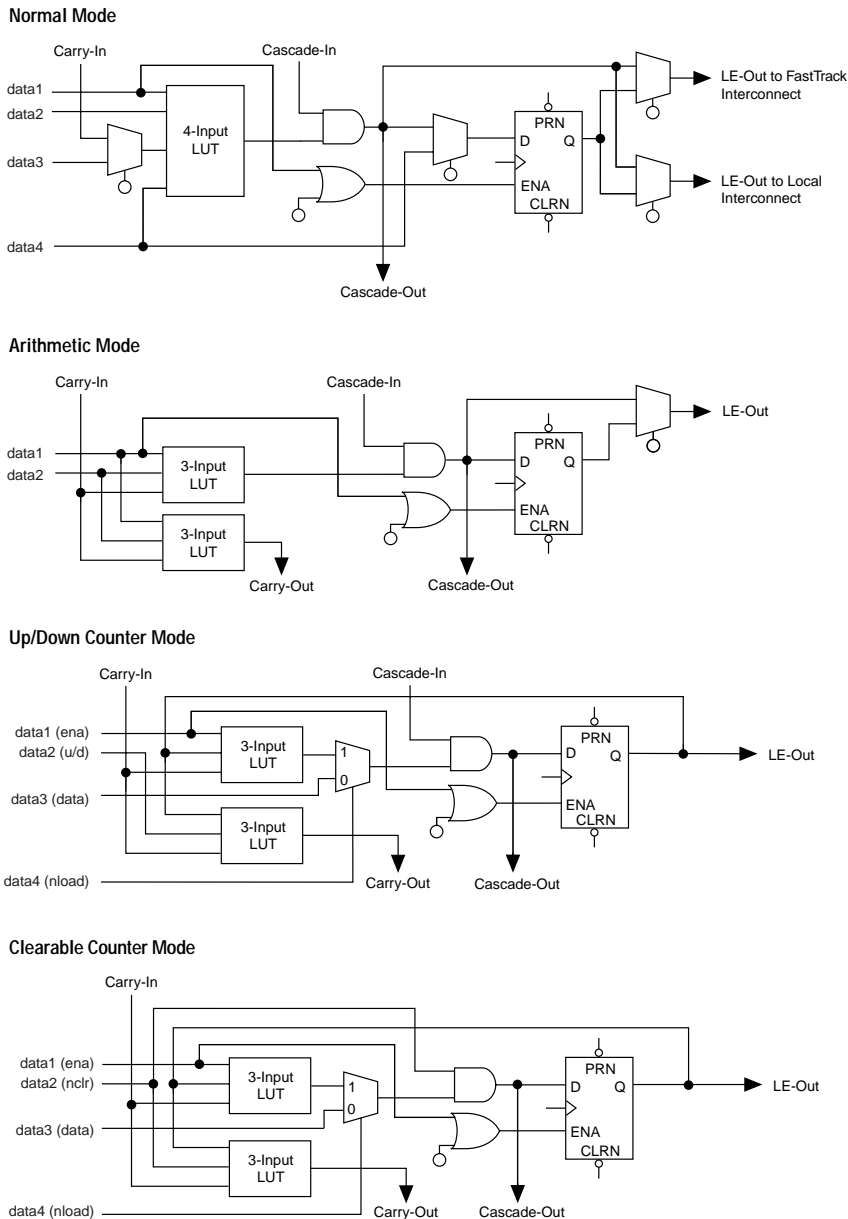 Normal Mode
Carry-In
Cascade-In
data1
data2
data3
data4
4-Input
LUT
PRN
D
Q
ENA
CLRN
LE-Out to FastTrack
Interconnect
LE-Out to Local
Interconnect
Cascade-Out
Arithmetic Mode
Carry-In
Cascade-In
data1
data2
3-Input
LUT
3-Input
LUT
PRN
D
Q
ENA
CLRN
LE-Out
Carry-Out
Cascade-Out
Up/Down Counter Mode
Carry-In
Cascade-In
data1 (ena)
data2 (u/d)
data3 (data)
data4 (nload)
3-Input
LUT
3-Input
LUT
1
0
PRN
D
Q
ENA
CLRN
LE-Out
Carry-Out
Cascade-Out
Clearable Counter Mode
Carry-In
data1 (ena)
data2 (nclr)
data3 (data)
data4 (nload)
3-Input
LUT
3-Input
LUT
1
0
PRN
D
Q
ENA
CLRN
LE-Out
Carry-Out
Cascade-Out